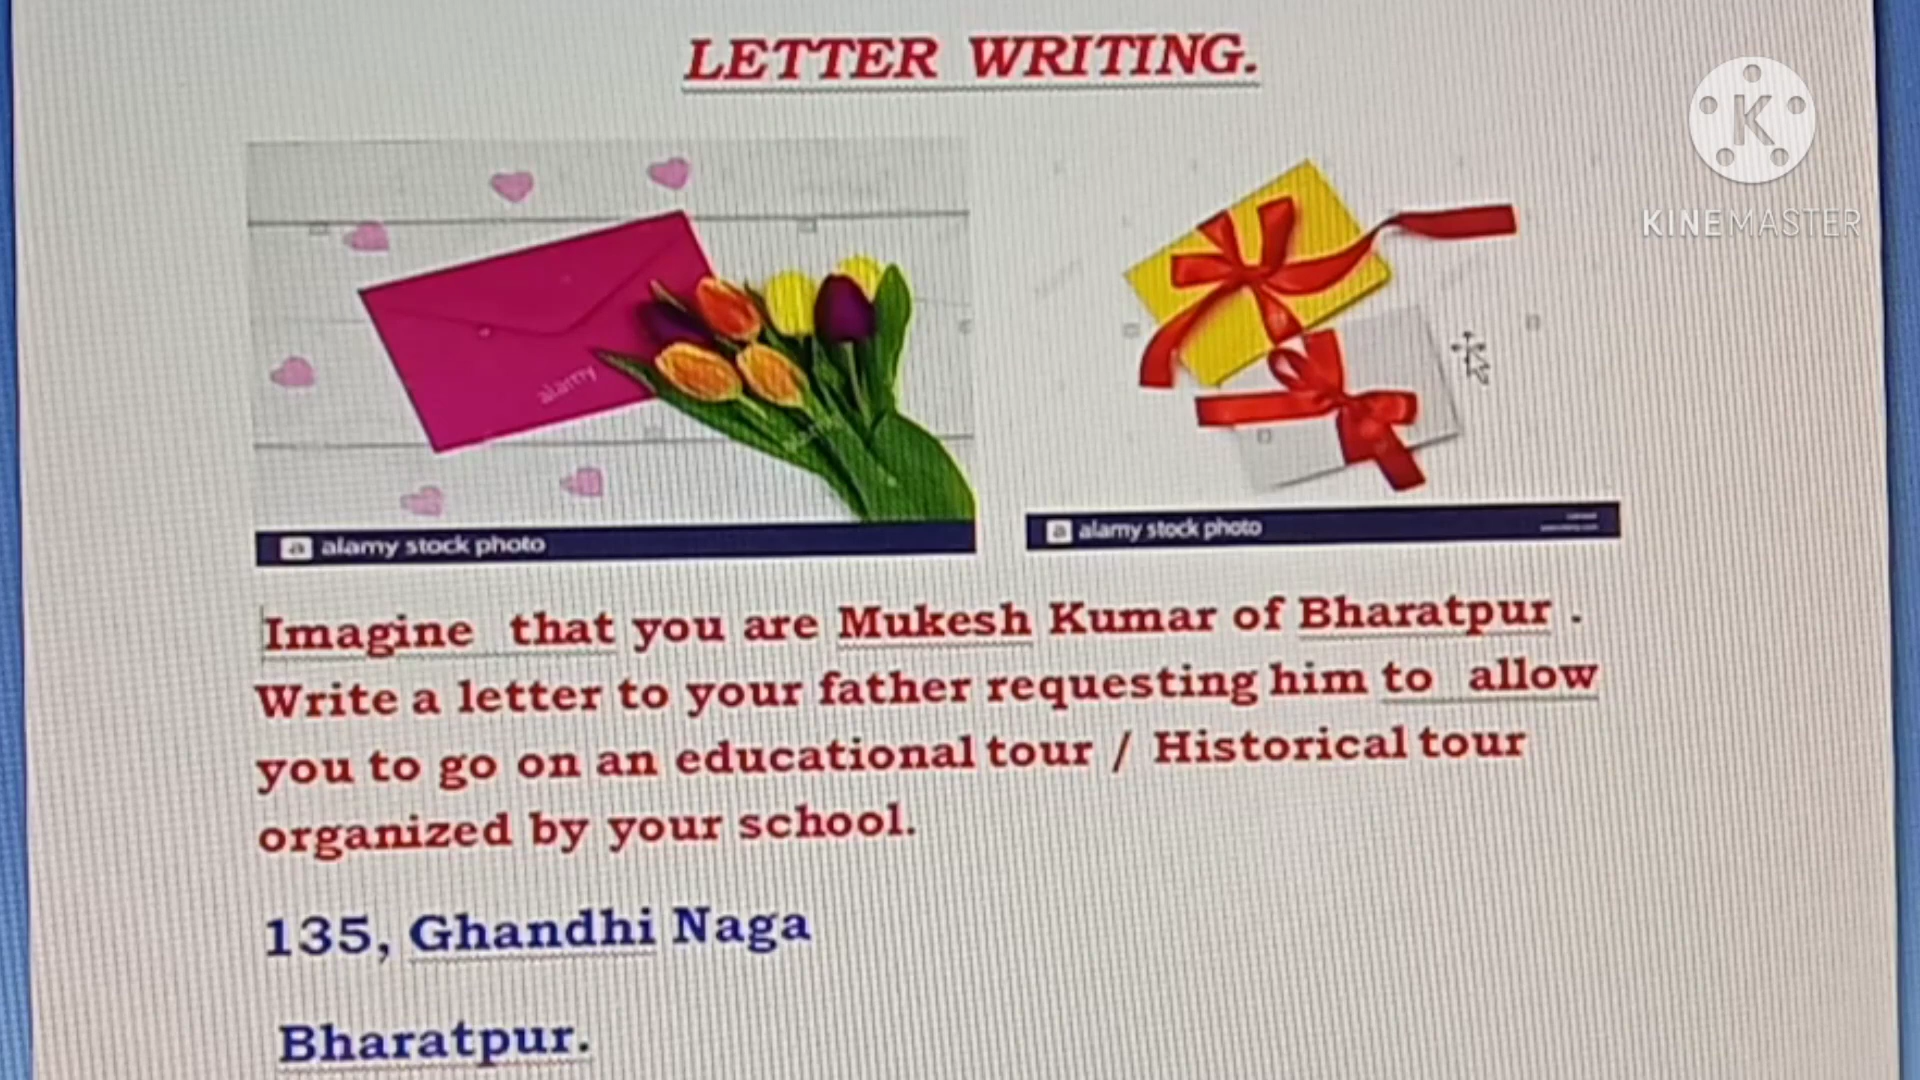 LETTER WRITING.
K
KINEMASTER
alamy
alamy
a alamy stock photo
a alamy stock photo
Imagine that you are Mukesh Kumar of Bharatpur .
Write a letter to your father requesting him to allow
you to go on an educational tour / Historical tour
organized by your school.
135, Ghandhi Naga
Bharatpur.